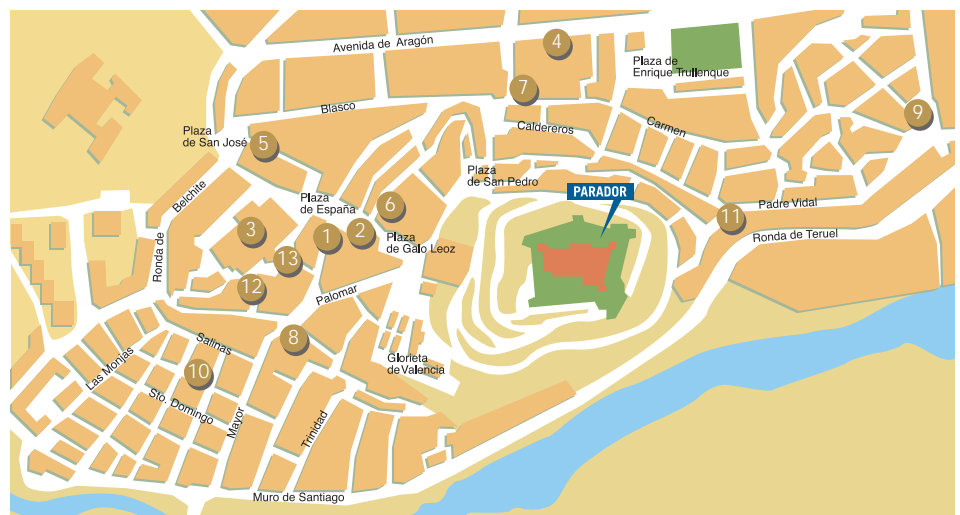 Avenida de Aragón
4
Plaza de
Enrique Trullenque
7
Blasco
9
Caldereros
Carmen
Plaza
de San José
5
Plaza
de San Pedro
PARADOR
Belchite
Plaza
de España
6
Padre Vidal
11
3
1
2
Plaza
de Galo Leoz
Ronda de Teruel
Ronda de
13
12
Palomar
8
Salinas
Las Monjas
Glorieta
de Valencia
10
Sto. Domingo
Mayor
Trinidad
Muro de Santiago